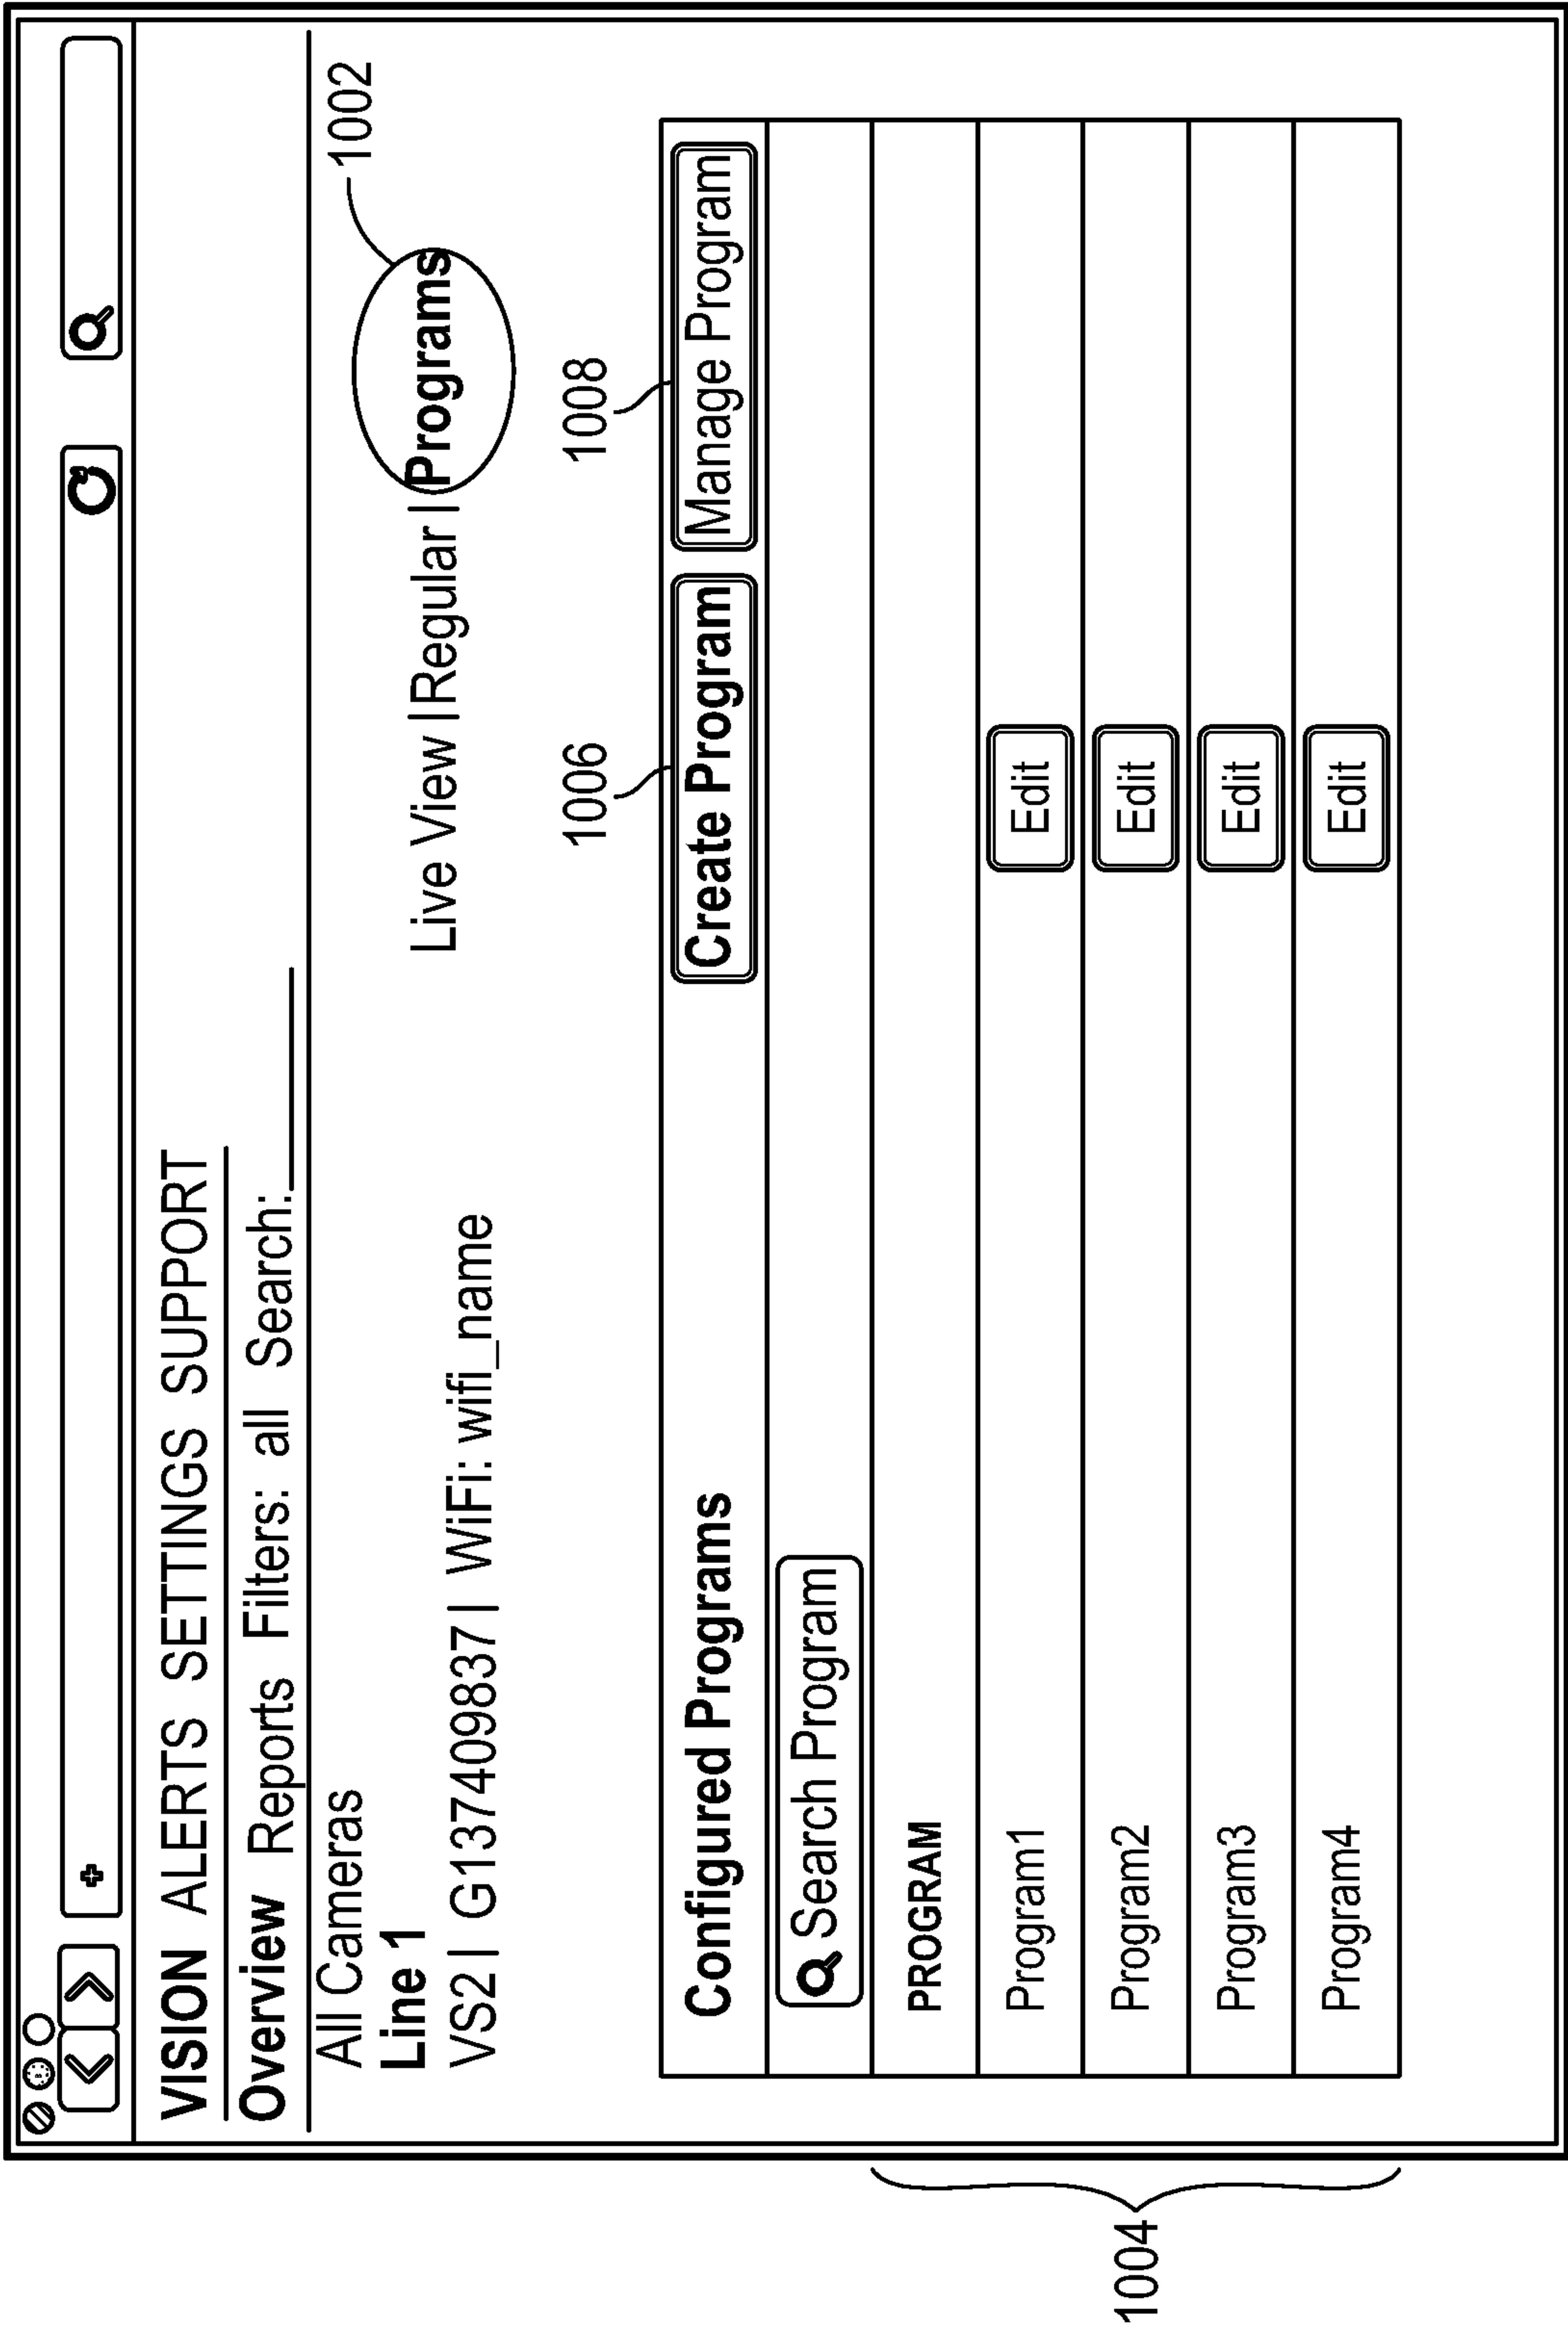 VISION ALERTS SETTINGS SUPPORT
Overview Reports Filters: all Search:
All Cameras
Line 1
1002
Live View |Regular | Programs
VS2 | G137409837 | WiFi: wifi_name
1006
1008
Configured Programs Create Program Manage Program
Search Program
PROGRAM
Program1 Edit
Program2 Edit
1004
Program3 Edit
Program4 Edit